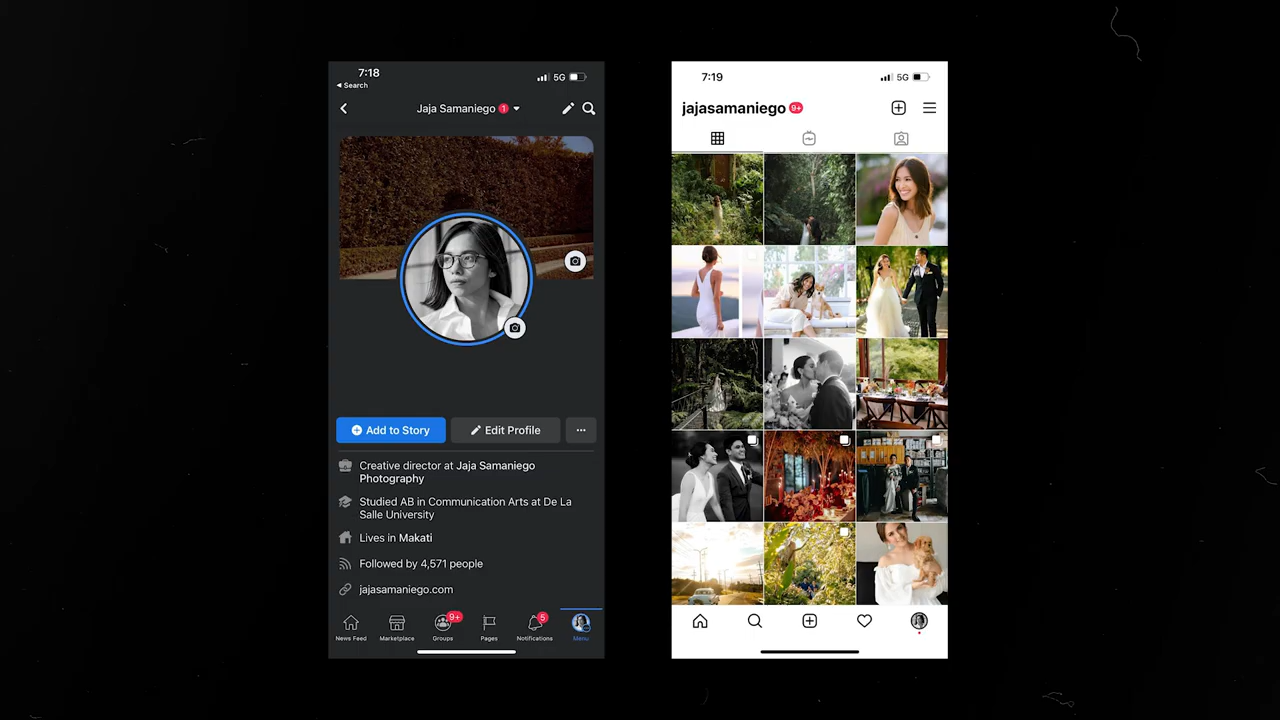 7:18
5G
Search
Jaja Samaniego 1
Add to Story
Edit Profile
Creative director at Jaja Samaniego
Photography
Studied AB in Communication Arts at De La
Salle University
Lives in Makati
Followed by 4,571 people
jajasamaniego.com
9+
5
News Feed
Marketplace
Groups
Pages
Notifications
Menu
7:19
5G
jajasamaniego 9+